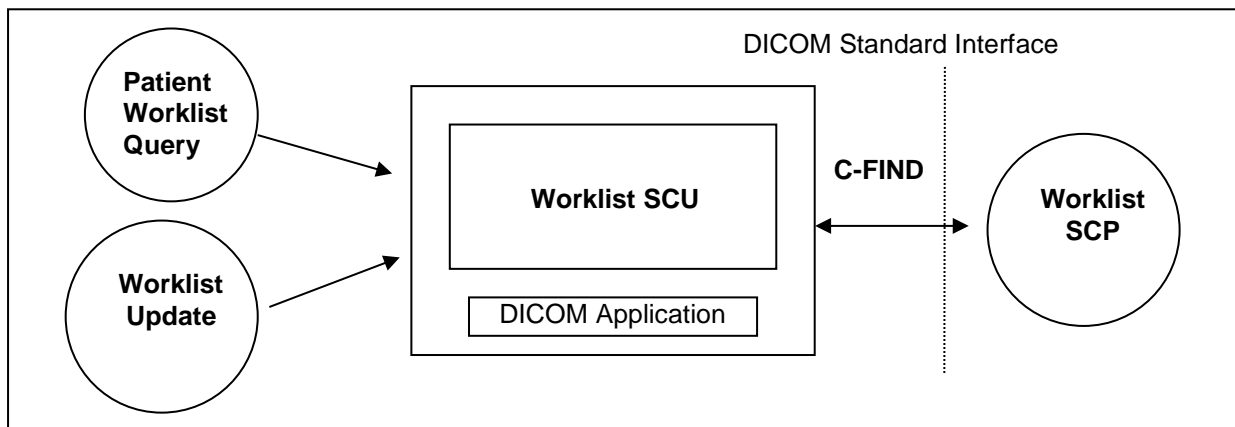 DICOM Standard Interface
Patient
Worklist
Query
Worklist
Update
Worklist SCU
DICOM Application
C-FIND
Worklist
SCP